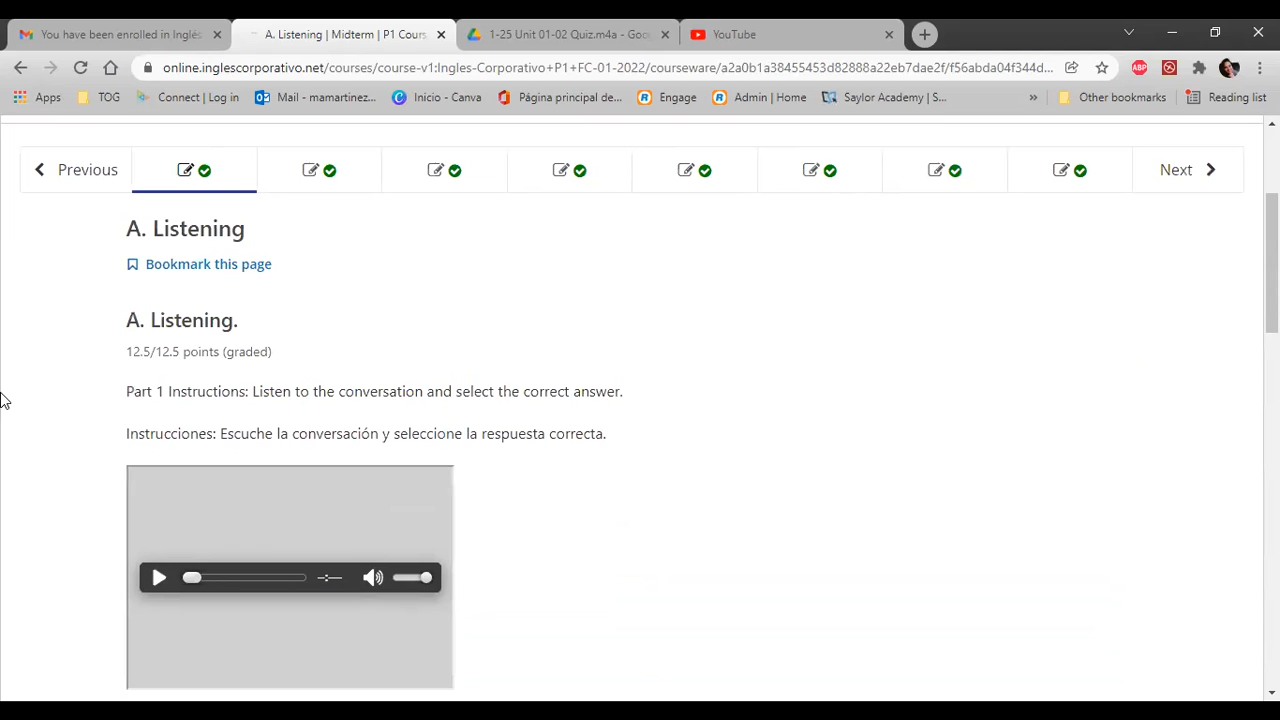 You have been enrolled in Inglés
A. Listening | Midterm | P1 Cours
1-25 Unit 01-02 Quiz.m4a - Goo
YouTube
online.inglescorporativo.net/courses/course-v1:Ingles-Corporativo+P1+FC-01-2022/courseware/a2a0b1a38455453d82888a22eb7dae2f/f56abda04f344d...
Apps
TOG
Connect | Log in
Mail - mamartinez...
Inicio - Canva
Página principal de...
Engage
Admin | Home
Saylor Academy | S...
»
Other bookmarks
Reading list
Previous
Next
A. Listening
Bookmark this page
A. Listening.
12.5/12.5 points (graded)
Part 1 Instructions: Listen to the conversation and select the correct answer.
Instrucciones: Escuche la conversación y seleccione la respuesta correcta.
-:-